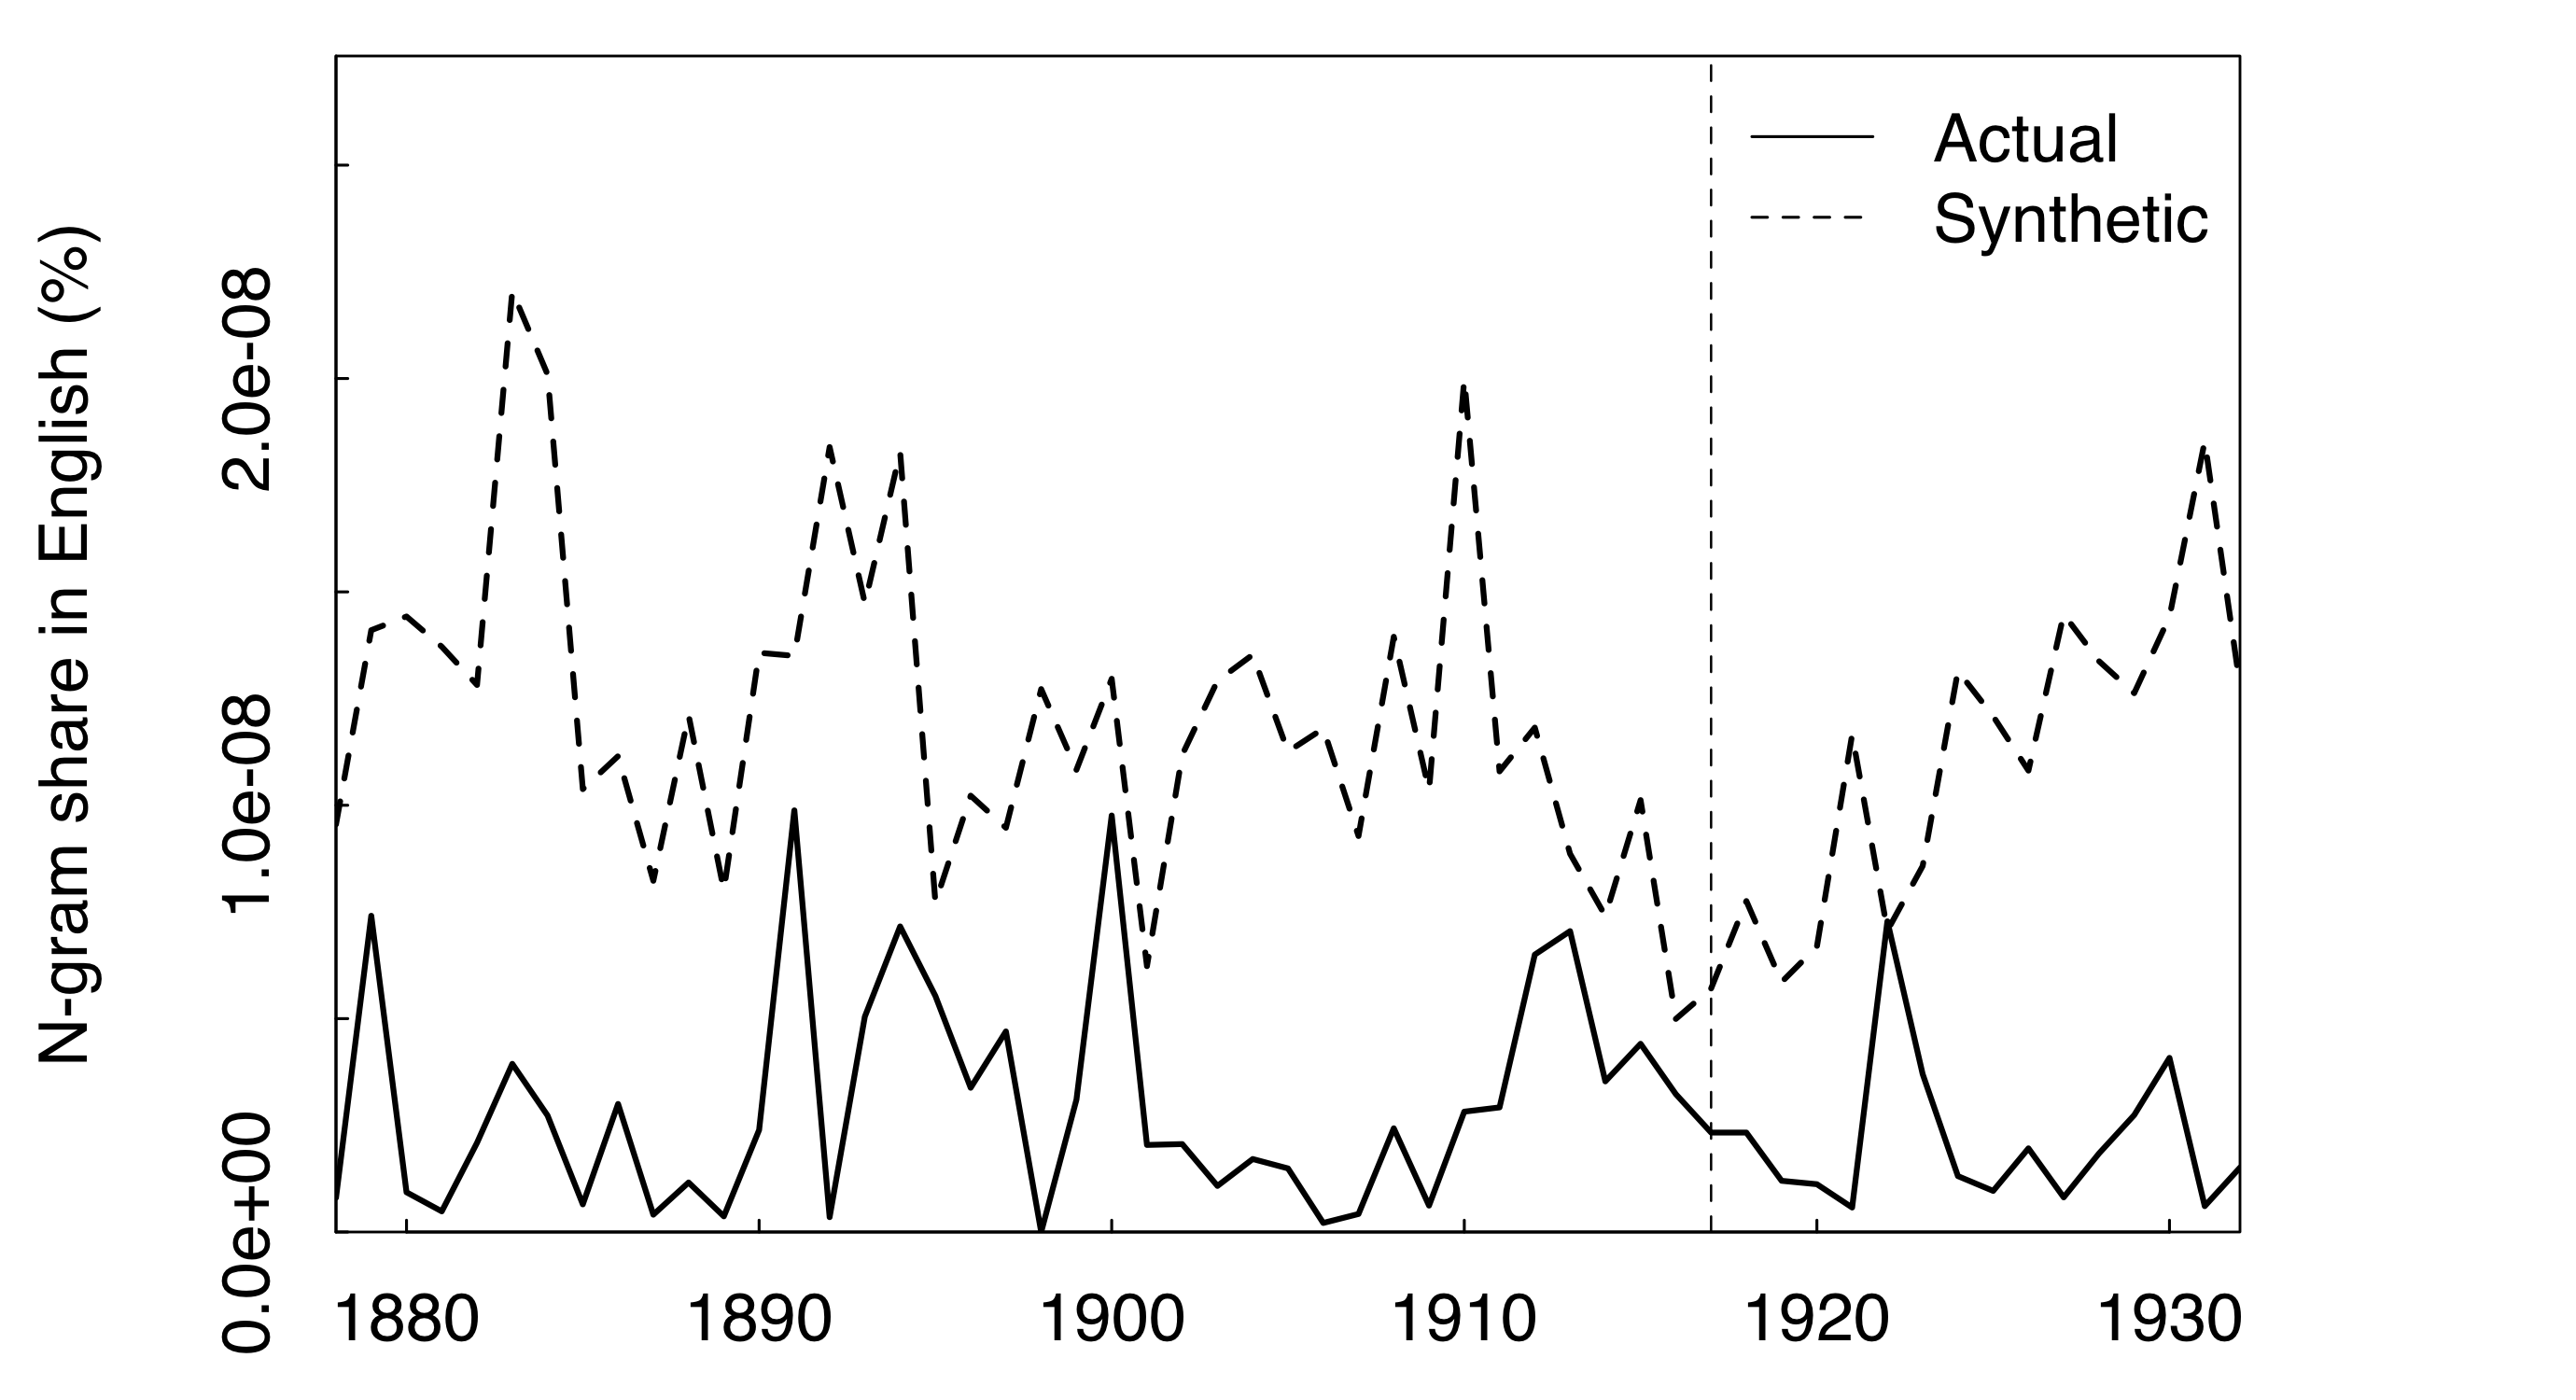 N-gram share in English (%)
2.0e-08
1.0e-08
0.0e+00
Actual
Synthetic
1880 1890 1900 1910 1920 1930